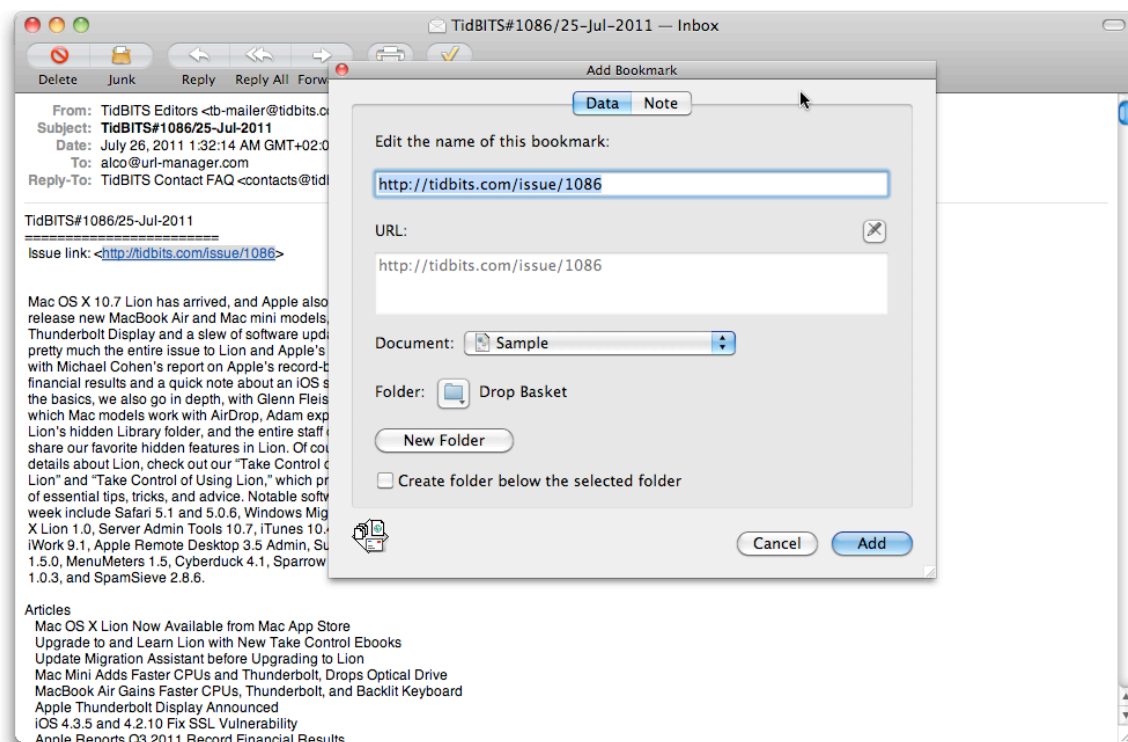 TidBITS#1086/25-Jul-2011 — Inbox
Delete Junk Reply Reply All Forw
From: TidBITS Editors <tb-mailer@tidbits.c
Subject: TidBITS#1086/25-Jul-2011
Date: July 26, 2011 1:32:14 AM GMT+02:0
To: alco@url-manager.com
Reply-To: TidBITS Contact FAQ <contacts@tid
TidBITS#1086/25-Jul-2011
========================
Issue link: <http://tidbits.com/issue/1086>
Mac OS X 10.7 Lion has arrived, and Apple also
release new MacBook Air and Mac mini models,
Thunderbolt Display and a slew of software upd
pretty much the entire issue to Lion and Apple's
with Michael Cohen's report on Apple's record-b
financial results and a quick note about an iOS s
the basics, we also go in depth, with Glenn Fleis
which Mac models work with AirDrop, Adam exp
Lion's hidden Library folder, and the entire staff
share our favorite hidden features in Lion. Of cou
details about Lion, check out our “Take Control
Lion” and “Take Control of Using Lion,” which pr
of essential tips, tricks, and advice. Notable softw
week include Safari 5.1 and 5.0.6, Windows Mig
X Lion 1.0, Server Admin Tools 10.7, iTunes 10.
iWork 9.1, Apple Remote Desktop 3.5 Admin, Su
1.5.0, MenuMeters 1.5, Cyberduck 4.1, Sparrow
1.0.3, and SpamSieve 2.8.6.
Articles
Mac OS X Lion Now Available from Mac App Store
Upgrade to and Learn Lion with New Take Control Ebooks
Update Migration Assistant before Upgrading to Lion
Mac Mini Adds Faster CPUs and Thunderbolt, Drops Optical Drive
MacBook Air Gains Faster CPUs, Thunderbolt, and Backlit Keyboard
Apple Thunderbolt Display Announced
iOS 4.3.5 and 4.2.10 Fix SSL Vulnerability
Apple Reports Q3 2011 Record Financial Results
Add Bookmark
Data Note
Edit the name of this bookmark:
http://tidbits.com/issue/1086
URL:
http://tidbits.com/issue/1086
Document: Sample
Folder: Drop Basket
New Folder
Create folder below the selected folder
Cancel Add